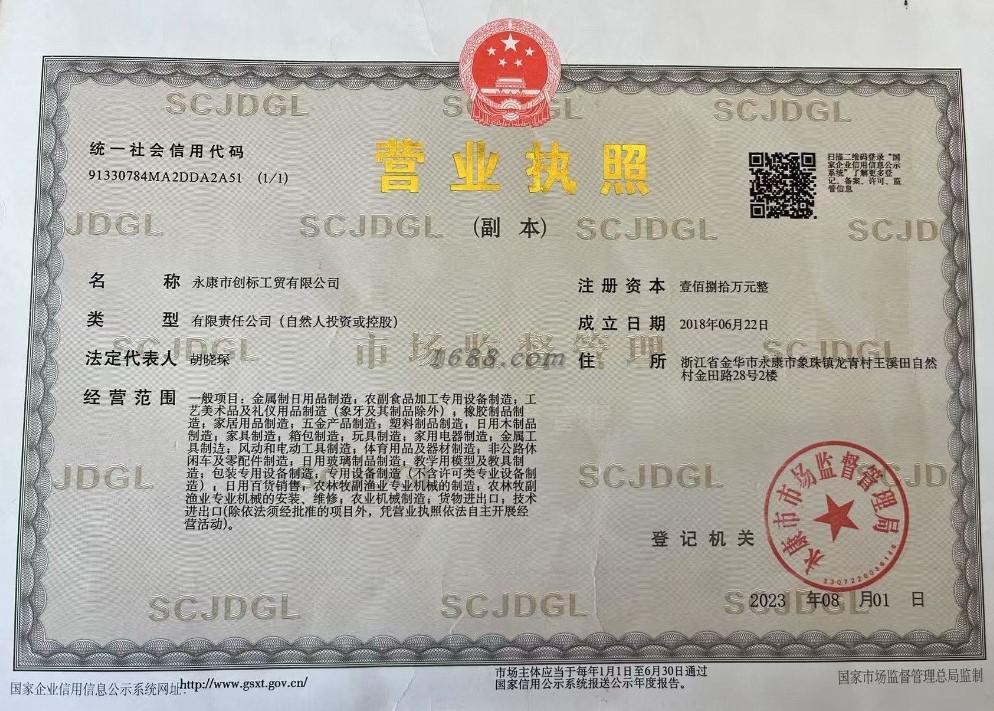 SCJDGL SCJDGL SCJDGL
统一社会信用代码
91330784MA2DDA2A51 (1/1)
营业执照
(副 本)
扫描二维码登录“国
家企业信用信息公示
系统”了解更多登
记、备案、许可、监
管信息
JDGL SCJDGL SCJDGL SCJD
名 称 永康市创标工贸有限公司
类 型 有限责任公司（自然人投资或控股）
法定代表人 胡晓琛
经营范围 一般项目：金属制日用品制造；农副食品加工专用设备制造；工
艺美术品及礼仪用品制造（象牙及其制品除外）；橡胶制品制
造；家居用品制造；五金产品制造；塑料制品制造；日用木制品
制造；家具制造；箱包制造；玩具制造；家用电器制造；金属工
具制造；风动和电动工具制造；体育用品及器材制造；非公路休
闲车及零配件制造；日用玻璃制品制造；教学用模型及教具制
造；包装专用设备制造；专用设备制造（不含许可类专业设备制
造）；日用百货销售；农林牧副渔业专业机械的制造；农林牧副
渔业专业机械的安装、维修；农业机械制造；货物进出口；技术
进出口(除依法须经批准的项目外，凭营业执照依法自主开展经
营活动)。
注册资本 壹佰捌拾万元整
成立日期 2018年06月22日
住 所 浙江省金华市永康市象珠镇龙青村王溪田自然
村金田路28号2楼
SCJDGL 市场监督管理 SCJDGL
1688.com
JDGL SCJDGL SCJDGL JDGL
登记机关
永康市市场监督管理局
2023 年08 月01 日
SCJDGL SCJDGL SCJDGL
国家企业信用信息公示系统网址:http://www.gsxt.gov.cn/
市场主体应当于每年1月1日至6月30日通过
国家信用公示系统报送公示年度报告。
国家市场监督管理总局监制